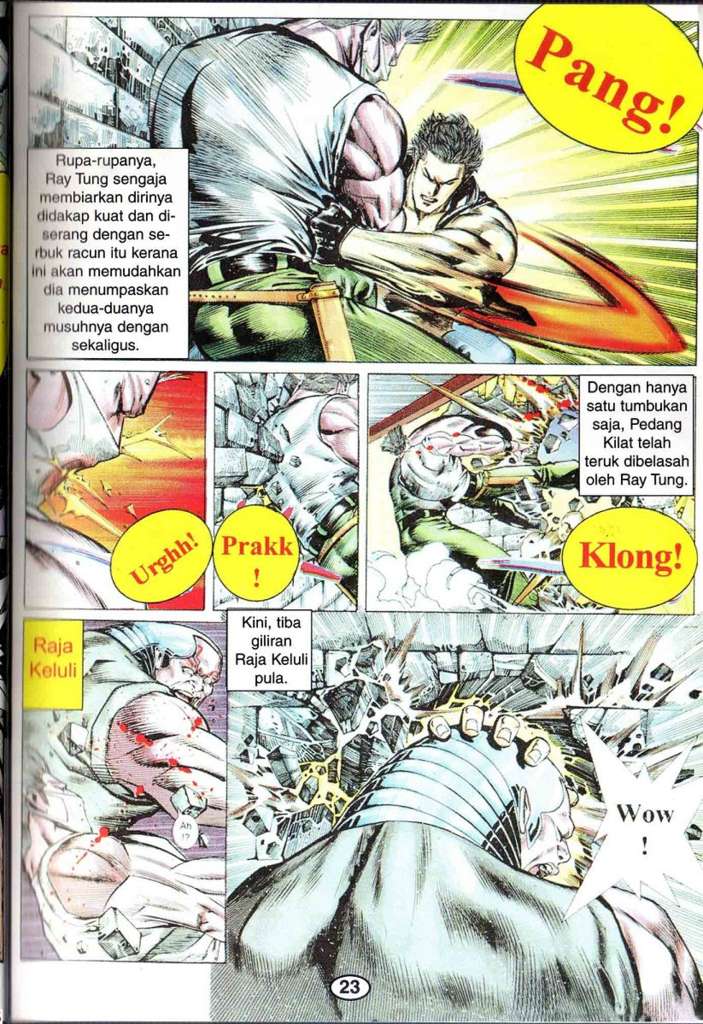 Pang!
Rupa-rupanya,
Ray Tung sengaja
membiarkan dirinya
didakap kuat dan di-
serang dengan se-
rbuk racun itu kerana
ini akan memudahkan
dia menumpaskan
kedua-duanya
musuhnya dengan
sekaligus.
Urghh!
Prakk
!
Dengan hanya
satu tumbukan
saja, Pedang
Kilat telah
teruk dibelasah
oleh Ray Tung.
Klong!
Raja
Keluli
Ah
!?
Kini, tiba
giliran
Raja Keluli
pula.
Wow
!
23